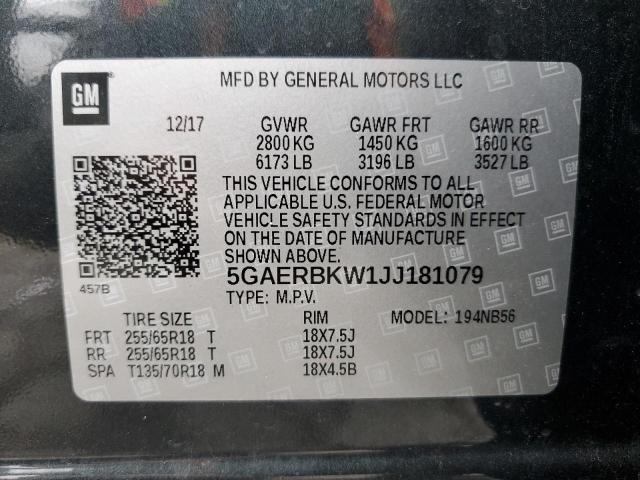 GM
MFD BY GENERAL MOTORS LLC
12/17 GVWR GAWR FRT GAWR RR
2800 KG 1450 KG 1600 KG
6173 LB 3196 LB 3527 LB
THIS VEHICLE CONFORMS TO ALL
APPLICABLE U.S. FEDERAL MOTOR
VEHICLE SAFETY STANDARDS IN EFFECT
ON THE DATE OF MANUFACTURE
SHOWN ABOVE.
457B
5GAERBKW1JJ181079
TYPE: M.P.V.
TIRE SIZE RIM MODEL: 194NB56
FRT 255/65R18 T 18X7.5J
RR 255/65R18 T 18X7.5J
SPA T135/70R18 M 18X4.5B